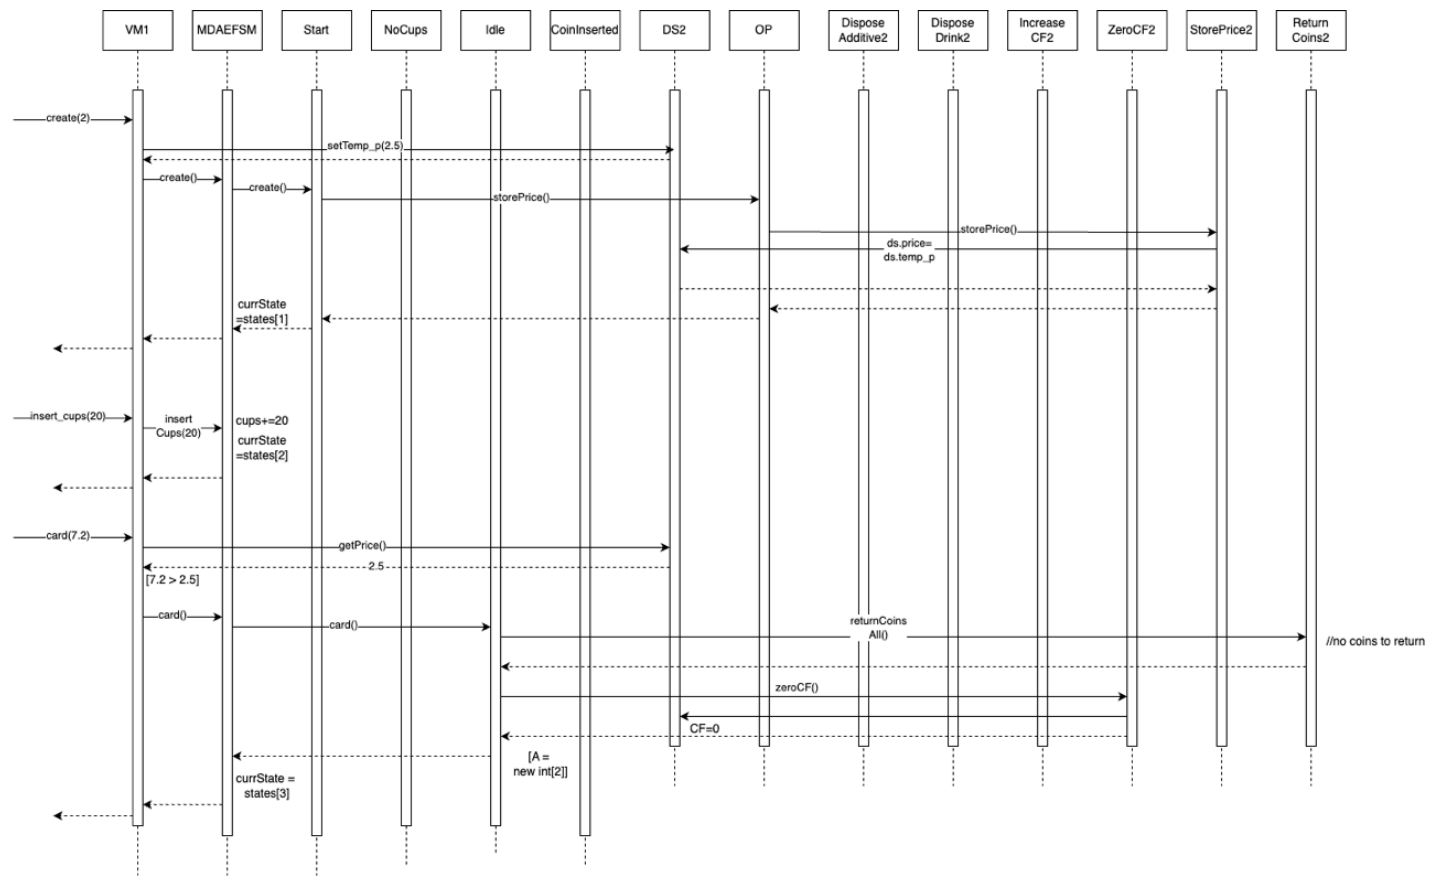 VM1
MDAEFSM
Start
NoCups
Idle
CoinInserted
DS2
OP
Dispose
Additive2
Dispose
Drink2
Increase
CF2
ZeroCF2
StorePrice2
Return
Coins2
create(2)
setTemp_p(2.5)
create()
create()
storePrice()
storePrice()
ds.price=
ds.temp_p
currState
=states[1]
insert_cups(20)
insert
Cups(20)
cups+=20
currState
=states[2]
card(7.2)
getPrice()
2.5
[7.2 > 2.5]
card()
card()
returnCoins
All()
//no coins to return
zeroCF()
CF=0
[A =
new int[2]]
currState =
states[3]